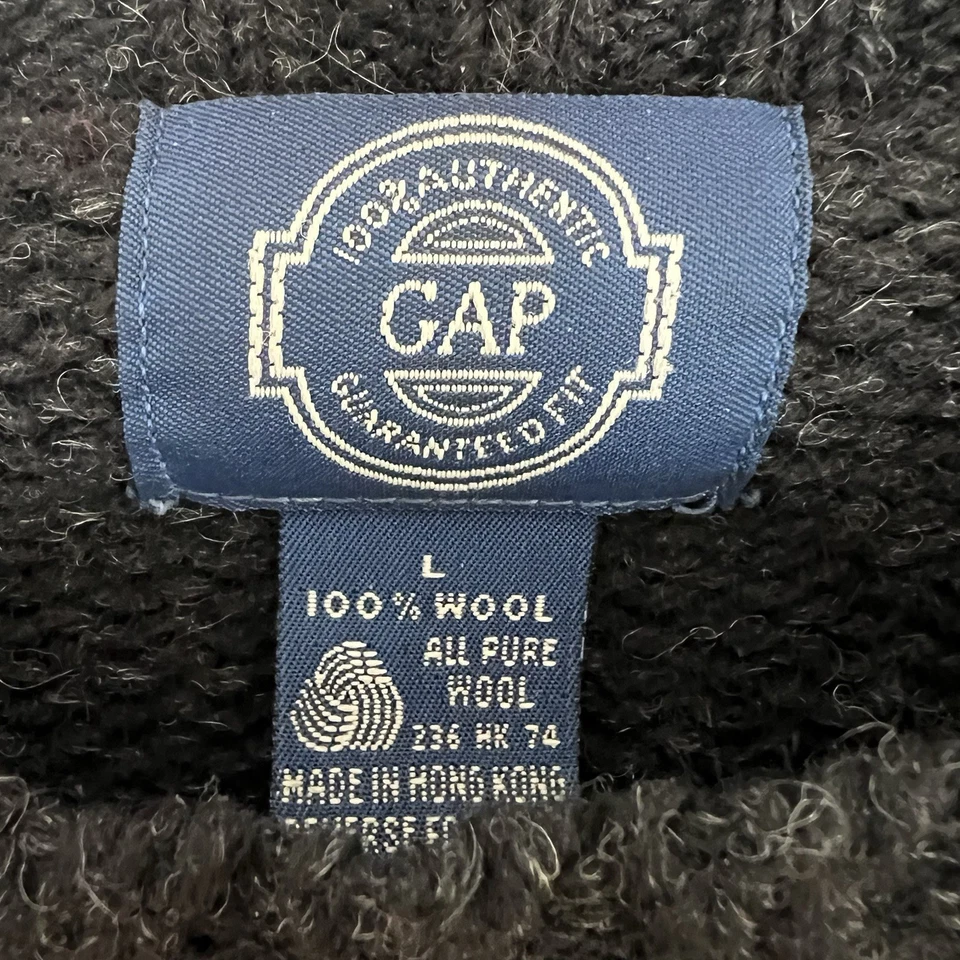 100% AUTHENTIC
GAP
GUARANTEED FIT
L
100% WOOL
ALL PURE
WOOL
236 HK 74
MADE IN HONG KONG